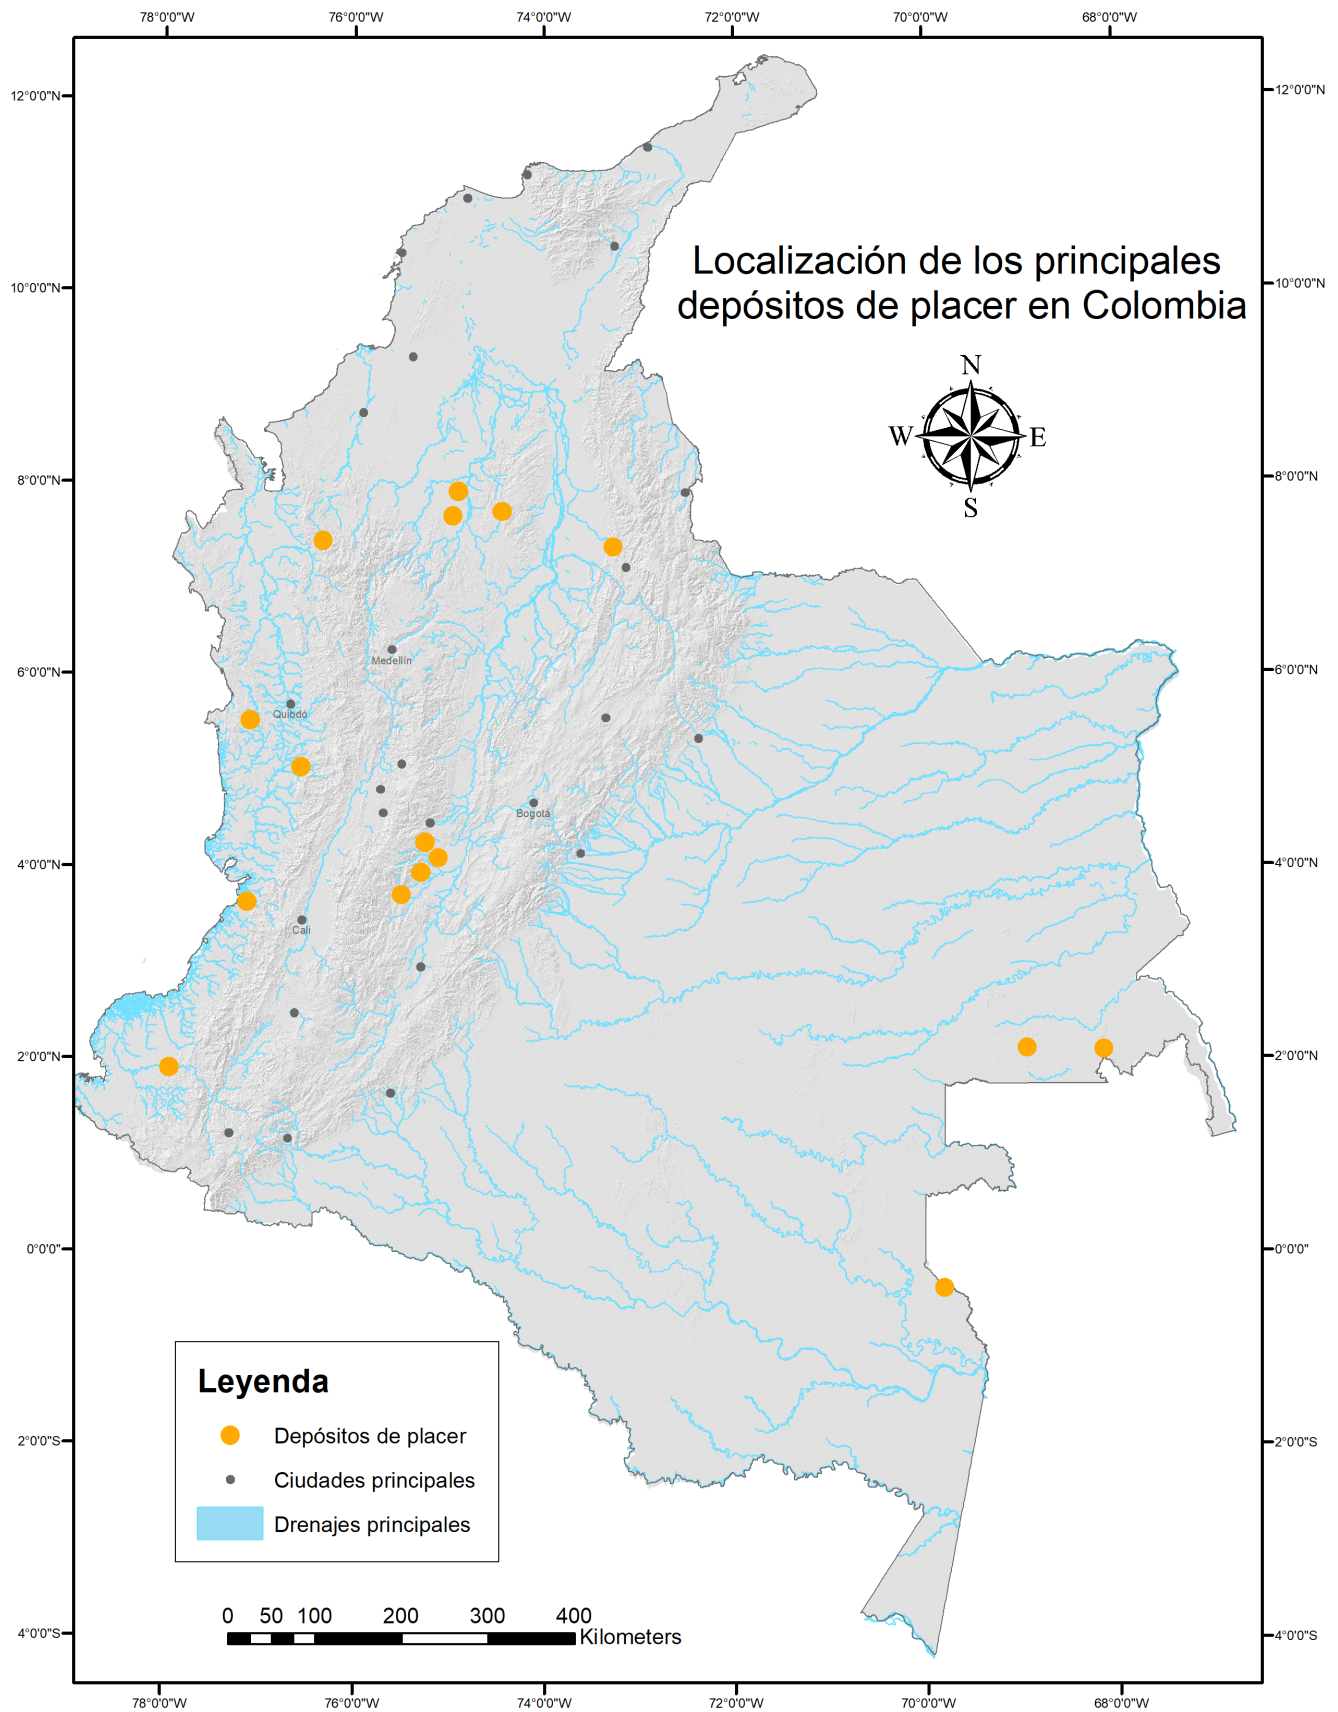 78°0'0"W
76°0'0"W
74°0'0"W
72°0'0"W
70°0'0"W
68°0'0"W
12°0'0"N
12°0'0"N
Localización de los principales
depósitos de placer en Colombia
10°0'0"N
10°0'0"N
N
W
E
S
8°0'0"N
8°0'0"N
Medellín
6°0'0"N
6°0'0"N
Quibdó
Bogotá
4°0'0"N
4°0'0"N
Cali
2°0'0"N
2°0'0"N
0°0'0"
0°0'0"
Leyenda
Depósitos de placer
Ciudades principales
Drenajes principales
2°0'0"S
2°0'0"S
0 50 100 200 300 400
Kilometers
4°0'0"S
4°0'0"S
78°0'0"W
76°0'0"W
74°0'0"W
72°0'0"W
70°0'0"W
68°0'0"W